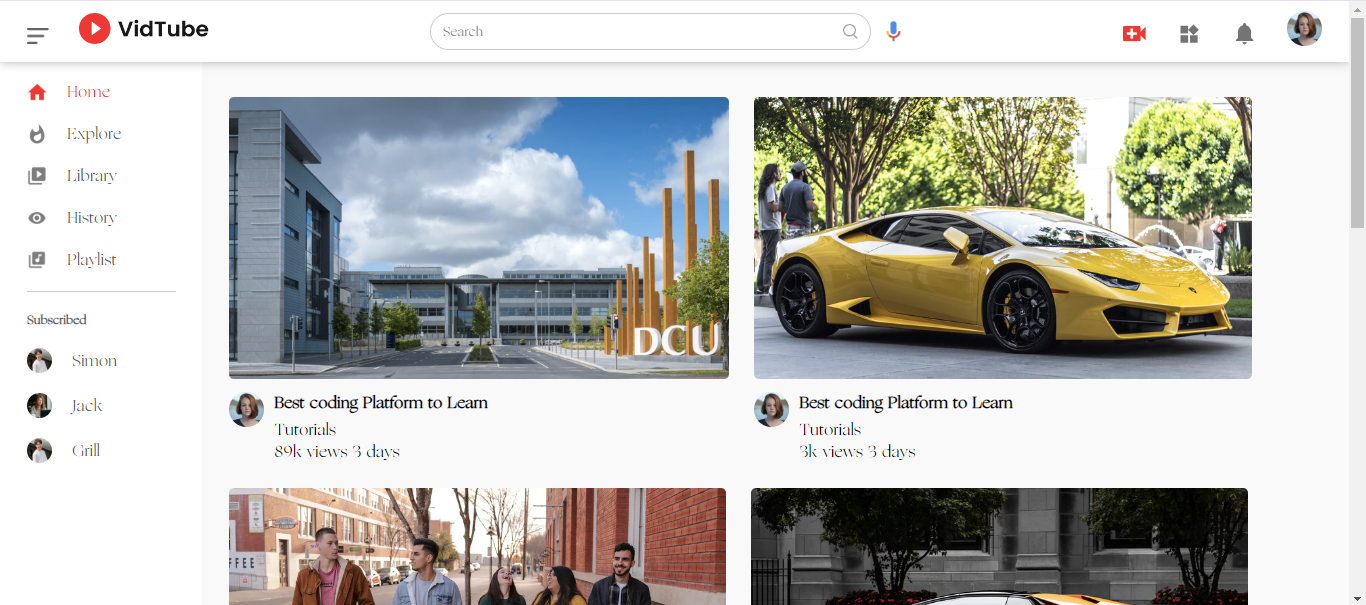 VidTube
Search
Home
Explore
Library
History
Playlist
Subscribed
Simon
Jack
Grill
DCU
Best coding Platform to Learn
Tutorials
89k views 3 days
Best coding Platform to Learn
Tutorials
3k views 3 days
FFEE